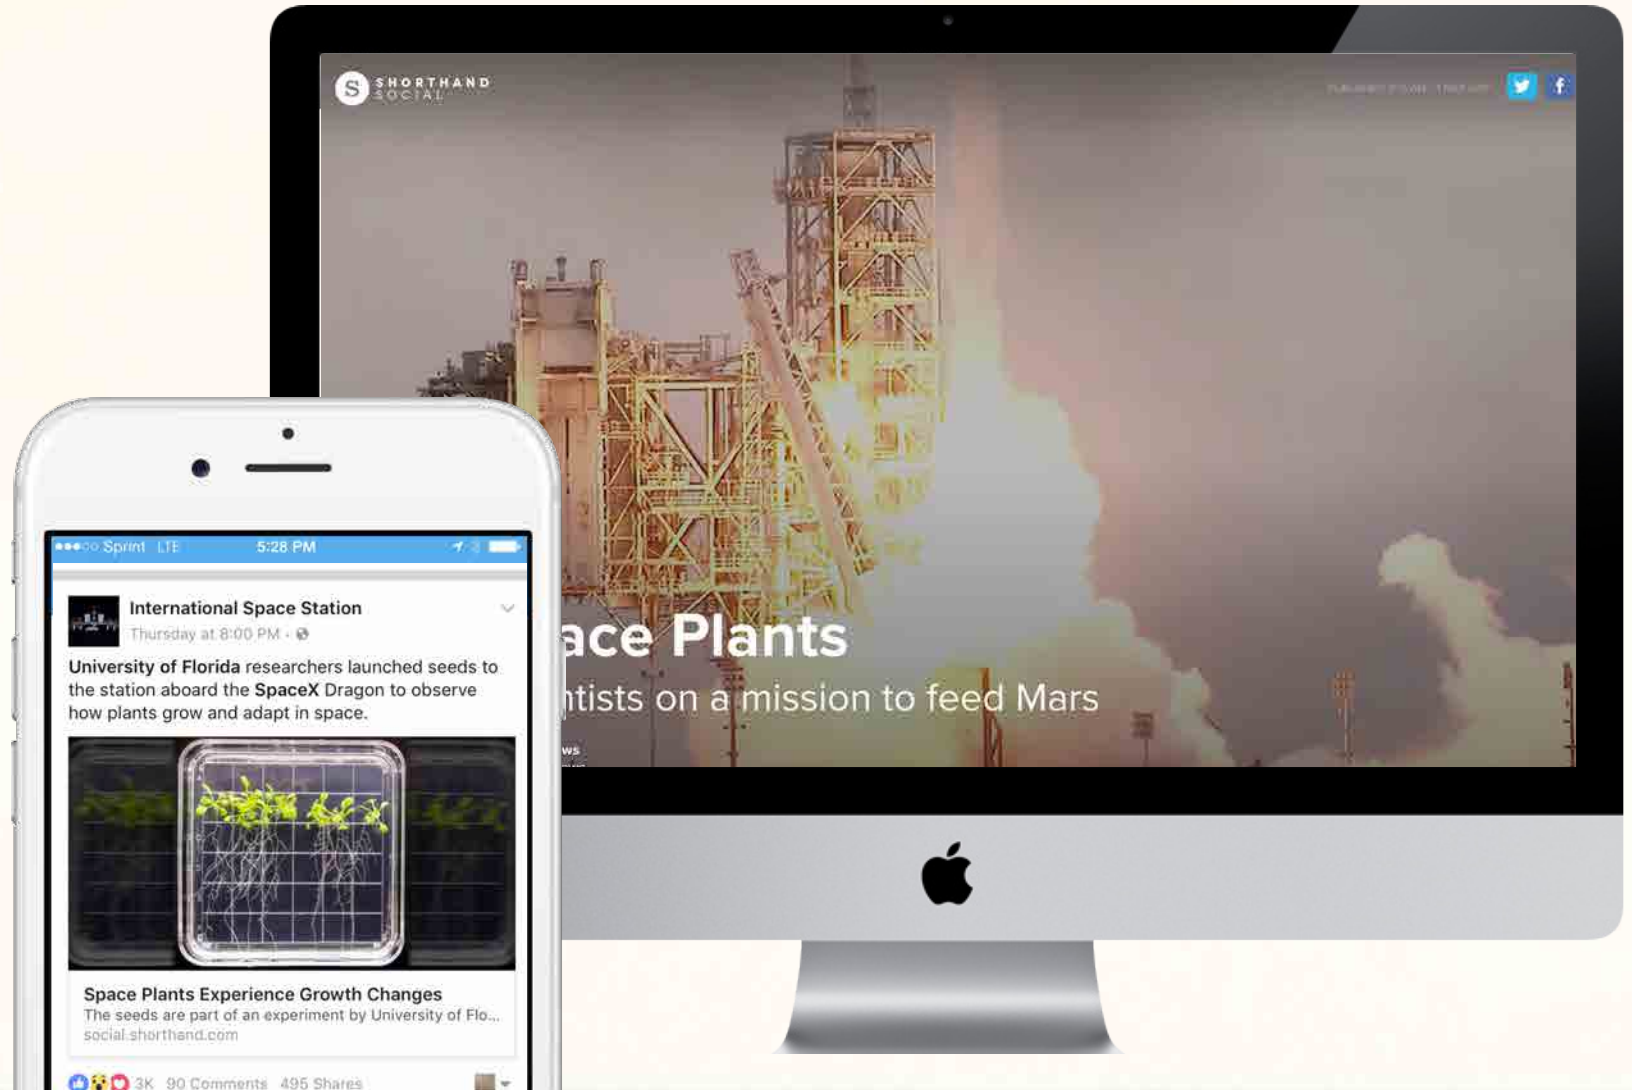 S SHORTHAND
SOCIAL
ace Plants
ntists on a mission to feed Mars
ws
Sprint LTE 5:28 PM
International Space Station
Thursday at 8:00 PM
University of Florida researchers launched seeds to
the station aboard the SpaceX Dragon to observe
how plants grow and adapt in space.
Space Plants Experience Growth Changes
The seeds are part of an experiment by University of Flo...
social.shorthand.com
3K 90 Comments 495 Shares